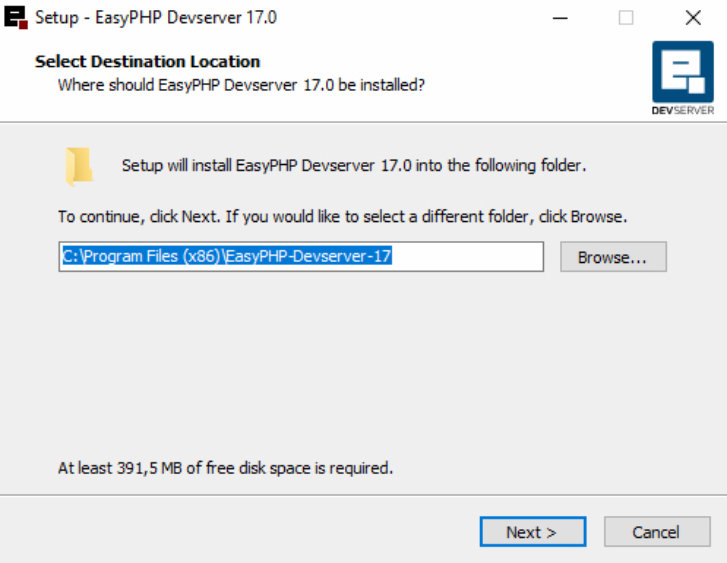 Setup - EasyPHP Devserver 17.0
Select Destination Location
Where should EasyPHP Devserver 17.0 be installed?
DEVSERVER
Setup will install EasyPHP Devserver 17.0 into the following folder.
To continue, click Next. If you would like to select a different folder, click Browse.
C:\Program Files (x86)\EasyPHP-Devserver-17
Browse...
At least 391,5 MB of free disk space is required.
Next >
Cancel